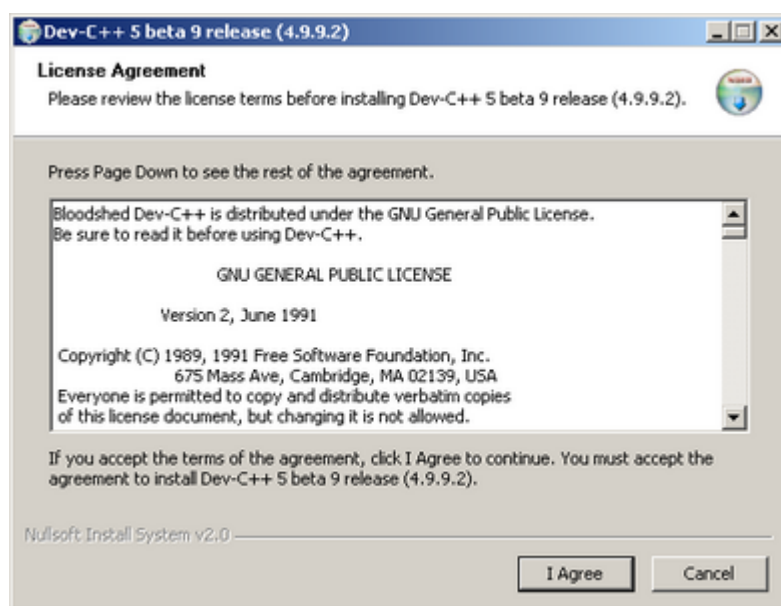 Dev-C++ 5 beta 9 release (4.9.9.2)
License Agreement
Please review the license terms before installing Dev-C++ 5 beta 9 release (4.9.9.2).
Press Page Down to see the rest of the agreement.
Bloodshed Dev-C++ is distributed under the GNU General Public License.
Be sure to read it before using Dev-C++.
GNU GENERAL PUBLIC LICENSE
Version 2, June 1991
Copyright (C) 1989, 1991 Free Software Foundation, Inc.
675 Mass Ave, Cambridge, MA 02139, USA
Everyone is permitted to copy and distribute verbatim copies
of this license document, but changing it is not allowed.
If you accept the terms of the agreement, click I Agree to continue. You must accept the
agreement to install Dev-C++ 5 beta 9 release (4.9.9.2).
Nullsoft Install System v2.0
I Agree
Cancel